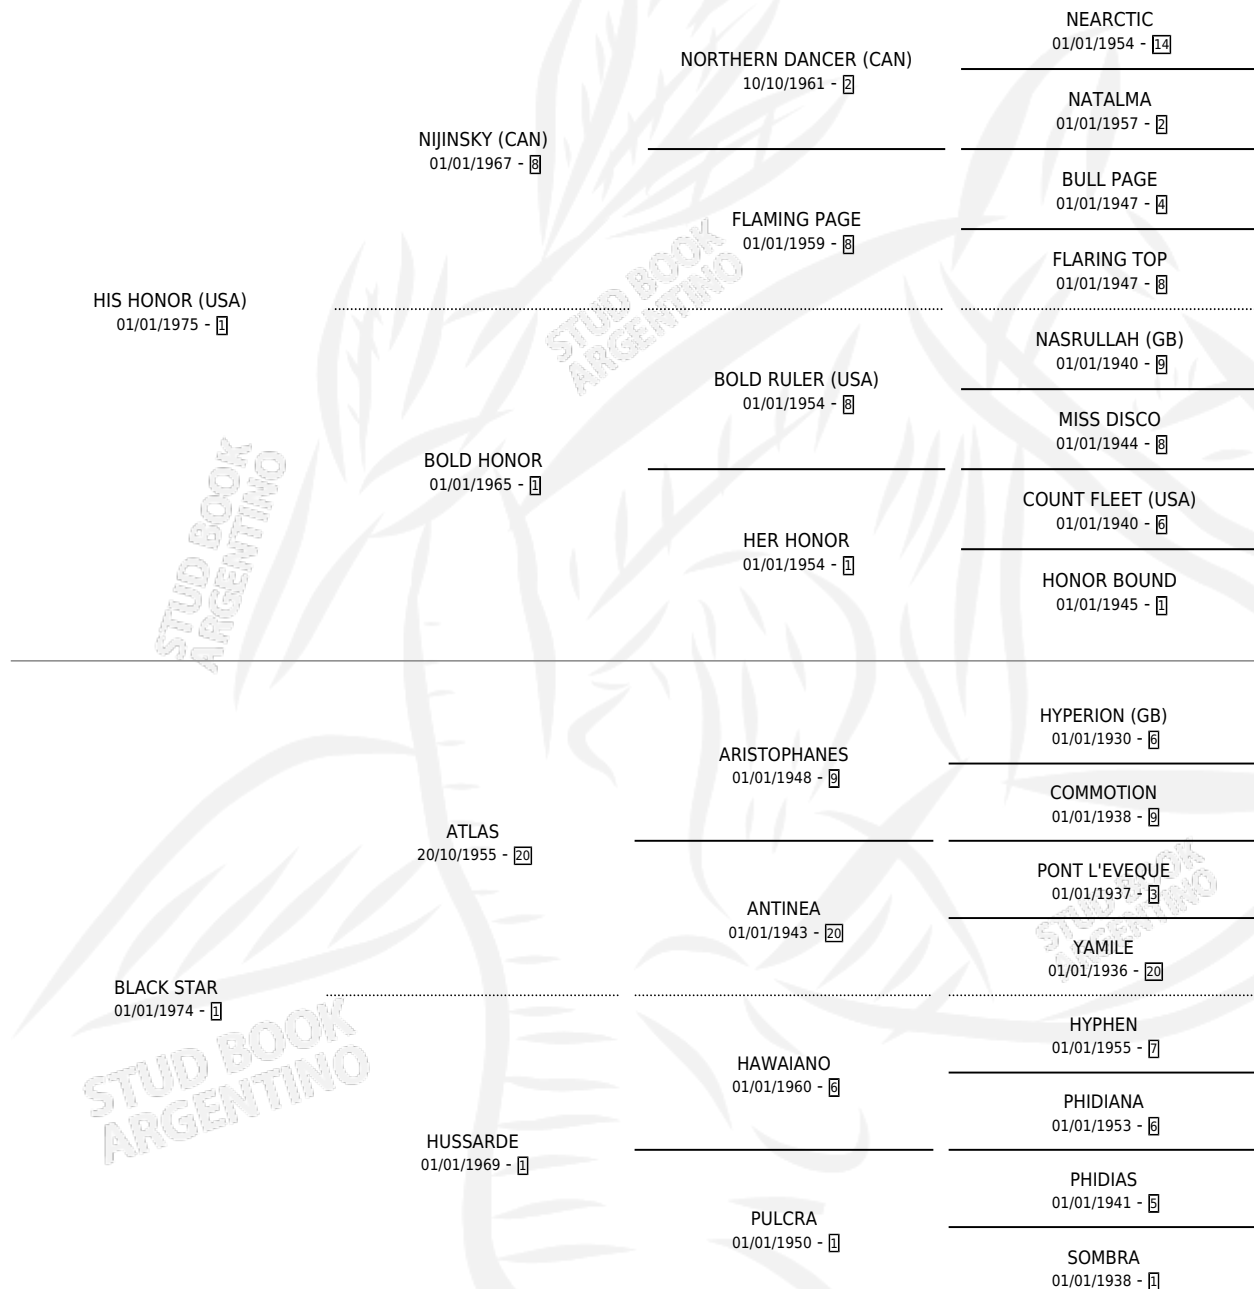 HIS HONOR (USA)
01/01/1975 - 1
NIJINSKY (CAN)
01/01/1967 - 8
NORTHERN DANCER (CAN)
10/10/1961 - 2
NEARCTIC
01/01/1954 - 14
NATALMA
01/01/1957 - 2
FLAMING PAGE
01/01/1959 - 8
BULL PAGE
01/01/1947 - 4
FLARING TOP
01/01/1947 - 8
BOLD HONOR
01/01/1965 - 1
BOLD RULER (USA)
01/01/1954 - 8
NASRULLAH (GB)
01/01/1940 - 9
MISS DISCO
01/01/1944 - 8
HER HONOR
01/01/1954 - 1
COUNT FLEET (USA)
01/01/1940 - 6
HONOR BOUND
01/01/1945 - 1
BLACK STAR
01/01/1974 - 1
ATLAS
20/10/1955 - 20
ARISTOPHANES
01/01/1948 - 9
HYPERION (GB)
01/01/1930 - 6
COMMOTION
01/01/1938 - 9
ANTINEA
01/01/1943 - 20
PONT L'EVEQUE
01/01/1937 - 3
YAMILE
01/01/1936 - 20
HUSSARDE
01/01/1969 - 1
HAWAIANO
01/01/1960 - 6
HYPHEN
01/01/1955 - 7
PHIDIANA
01/01/1953 - 6
PULCRA
01/01/1950 - 1
PHIDIAS
01/01/1941 - 5
SOMBRA
01/01/1938 - 1
STUD BOOK
ARGENTINO
STUD BOOK
ARGENTINO
STUD BOOK
ARGENTINO
STUD BOOK
ARGENTINO